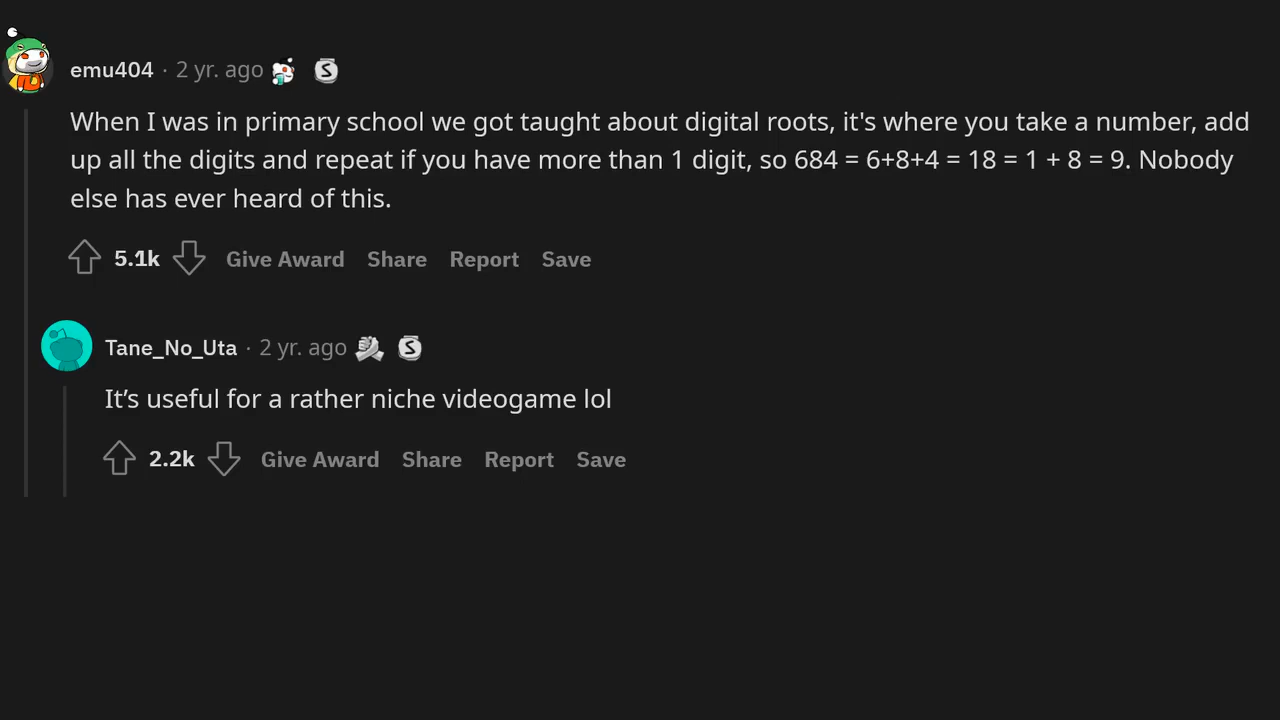 emu404 · 2 yr. ago
When I was in primary school we got taught about digital roots, it's where you take a number, add
up all the digits and repeat if you have more than 1 digit, so 684 = 6+8+4 = 18 = 1 + 8 = 9. Nobody
else has ever heard of this.
5.1k Give Award Share Report Save
Tane_No_Uta · 2 yr. ago
It’s useful for a rather niche videogame lol
2.2k Give Award Share Report Save